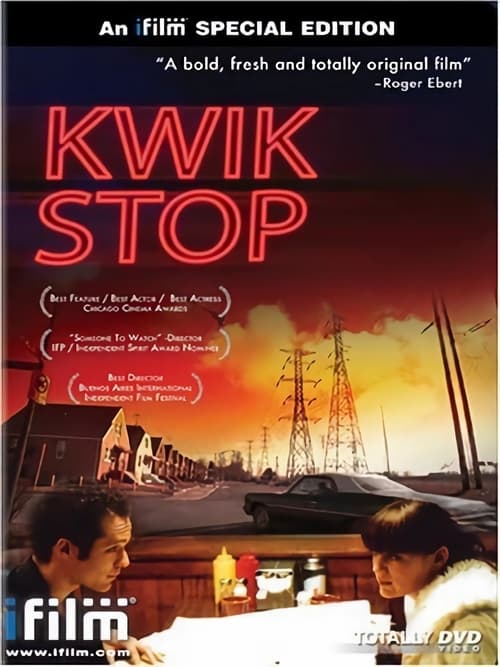 An ifilm® SPECIAL EDITION
“A bold, fresh and totally original film”
–Roger Ebert
KWIK
STOP
BEST FEATURE / BEST ACTOR / BEST ACTRESS
CHICAGO CINEMA AWARDS
"SOMEONE TO WATCH" -DIRECTOR
IFP / INDEPENDENT SPIRIT AWARD NOMINEE
BEST DIRECTOR
BUENOS AIRES INTERNATIONAL
INDEPENDENT FILM FESTIVAL
ifilm®
www.ifilm.com
TOTALLY DVD
VIDEO